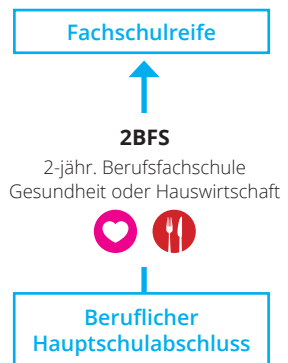 Fachschulreife
2BFS
2-jähr. Berufsfachschule
Gesundheit oder Hauswirtschaft
Beruflicher
Hauptschulabschluss